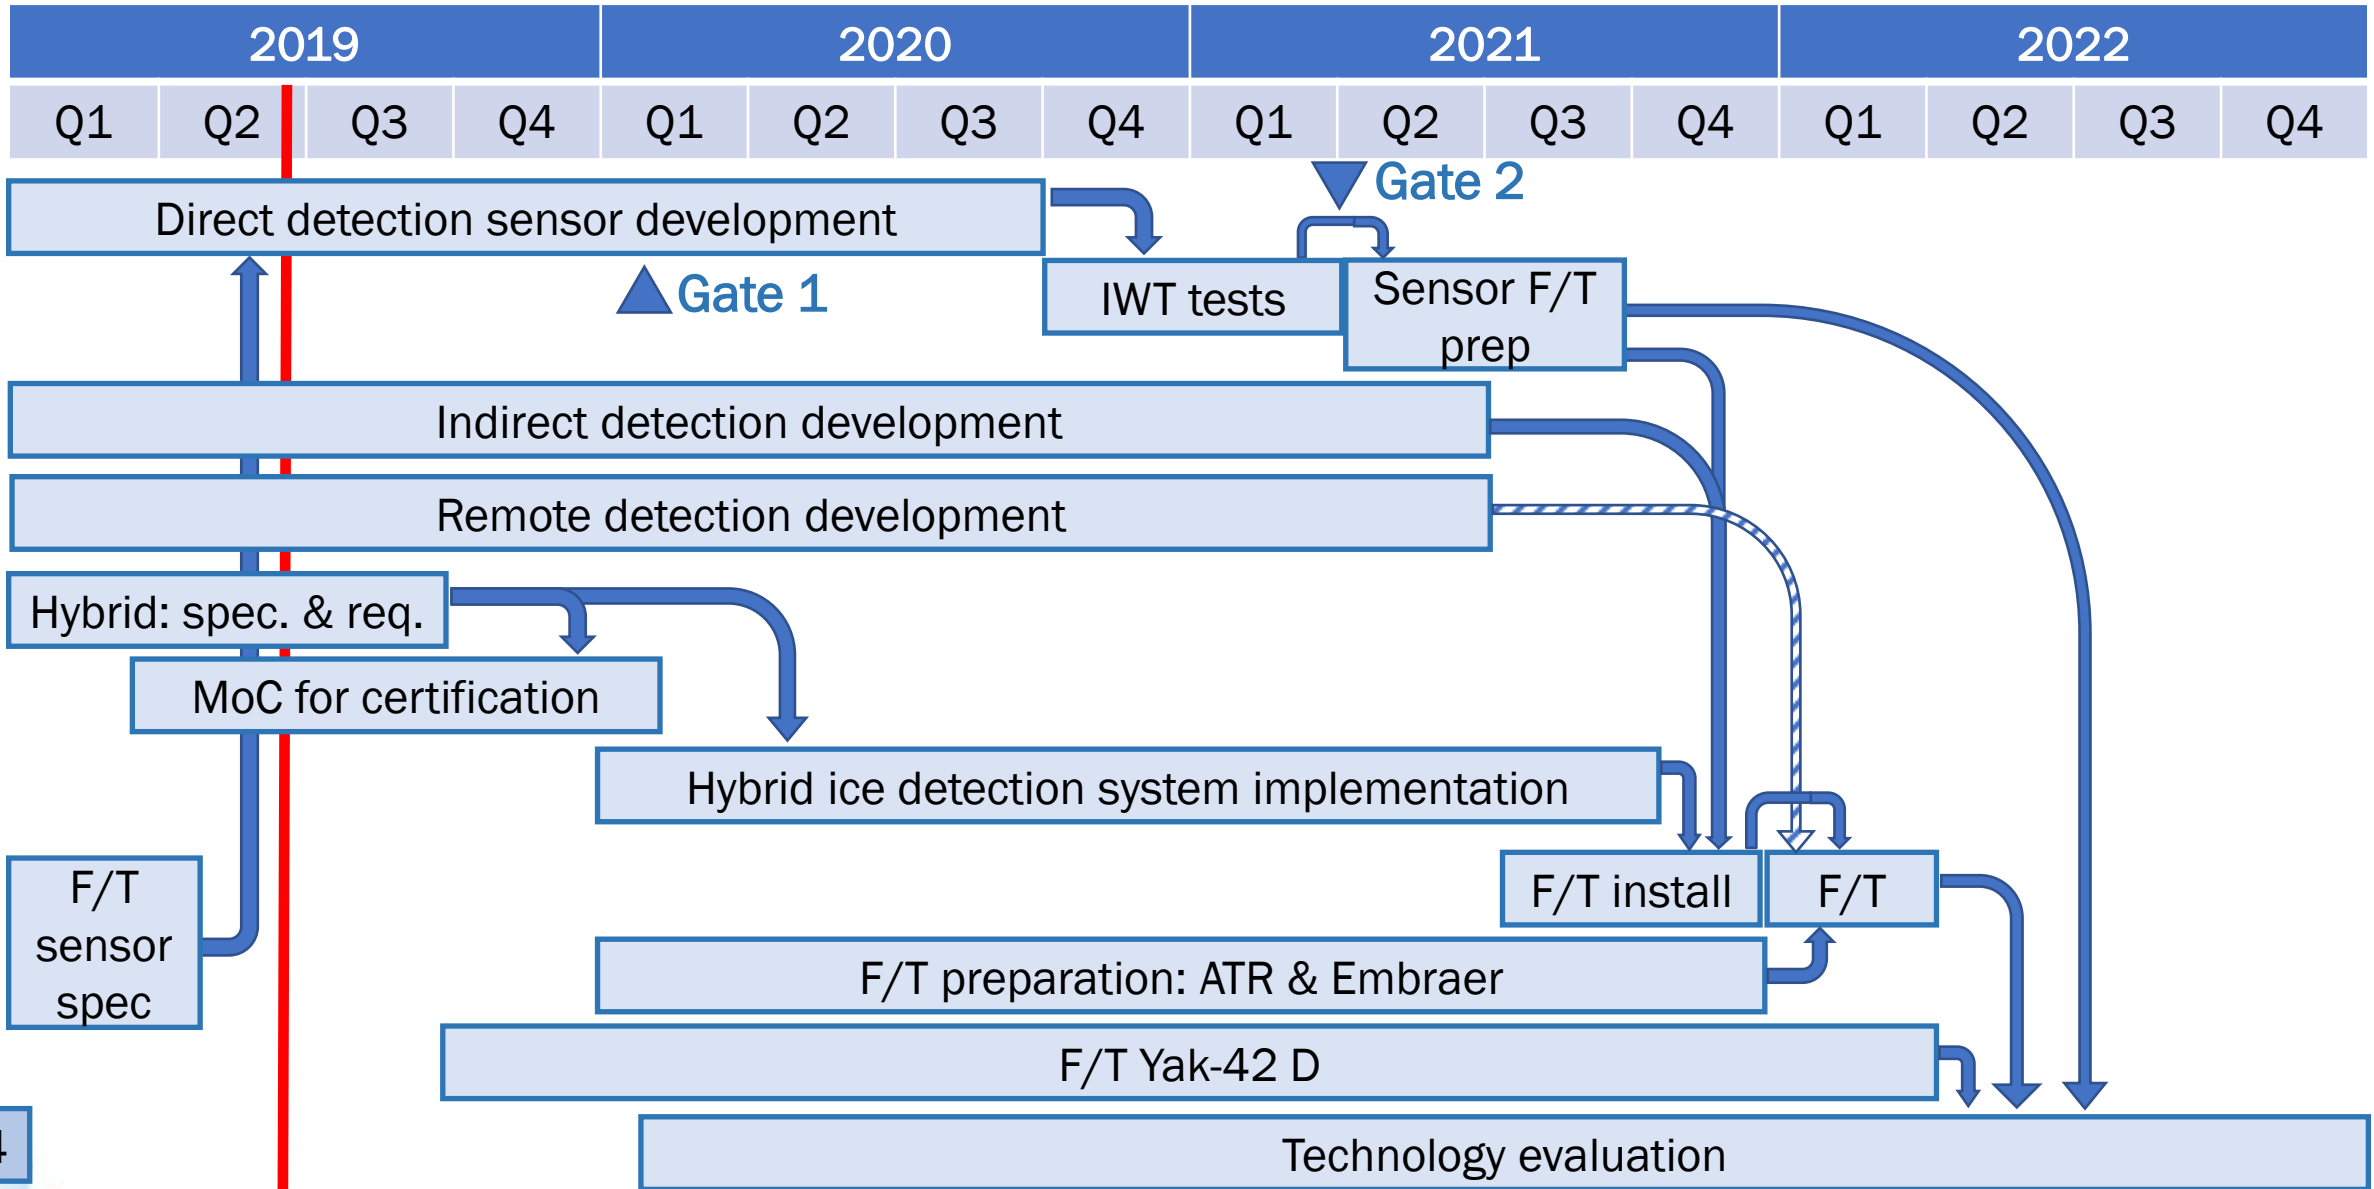 2019 2020 2021 2022
Q1 Q2 Q3 Q4 Q1 Q2 Q3 Q4 Q1 Q2 Q3 Q4 Q1 Q2 Q3 Q4
Gate 2
Direct detection sensor development
Gate 1
IWT tests
Sensor F/T
prep
Indirect detection development
Remote detection development
Hybrid: spec. & req.
MoC for certification
Hybrid ice detection system implementation
F/T
sensor
spec
F/T install
F/T
F/T preparation: ATR & Embraer
F/T Yak-42 D
4
Technology evaluation